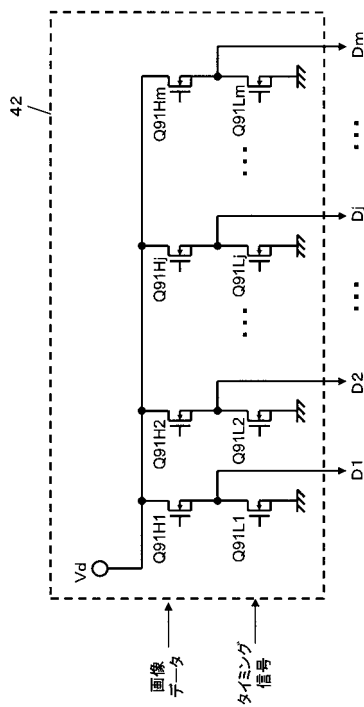 42
Vd
Q91H1
Q91H2
Q91Hj
Q91Hm
Q91L1
Q91L2
Q91Lj
Q91Lm
...
...
D1
D2
...
Dj
...
Dm
画像
データ
タイミング
信号